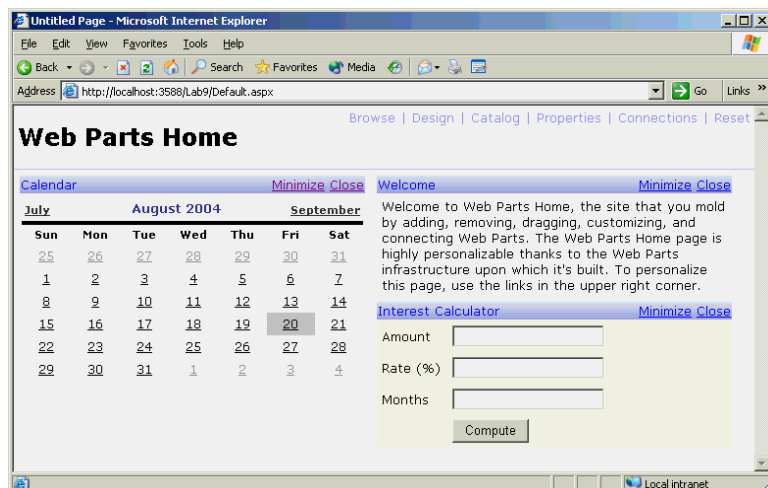 Untitled Page - Microsoft Internet Explorer
File Edit View Favorites Tools Help
Back Search Favorites Media
Address http://localhost:3588/Lab9/Default.aspx Go Links »
Browse | Design | Catalog | Properties | Connections | Reset
Web Parts Home
Calendar Minimize Close
July August 2004 September
Sun Mon Tue Wed Thu Fri Sat
25 26 27 28 29 30 31
1 2 3 4 5 6 7
8 9 10 11 12 13 14
15 16 17 18 19 20 21
22 23 24 25 26 27 28
29 30 31 1 2 3 4
Welcome Minimize Close
Welcome to Web Parts Home, the site that you mold
by adding, removing, dragging, customizing, and
connecting Web Parts. The Web Parts Home page is
highly personalizable thanks to the Web Parts
infrastructure upon which it's built. To personalize
this page, use the links in the upper right corner.
Interest Calculator Minimize Close
Amount
Rate (%)
Months
Compute
Local intranet